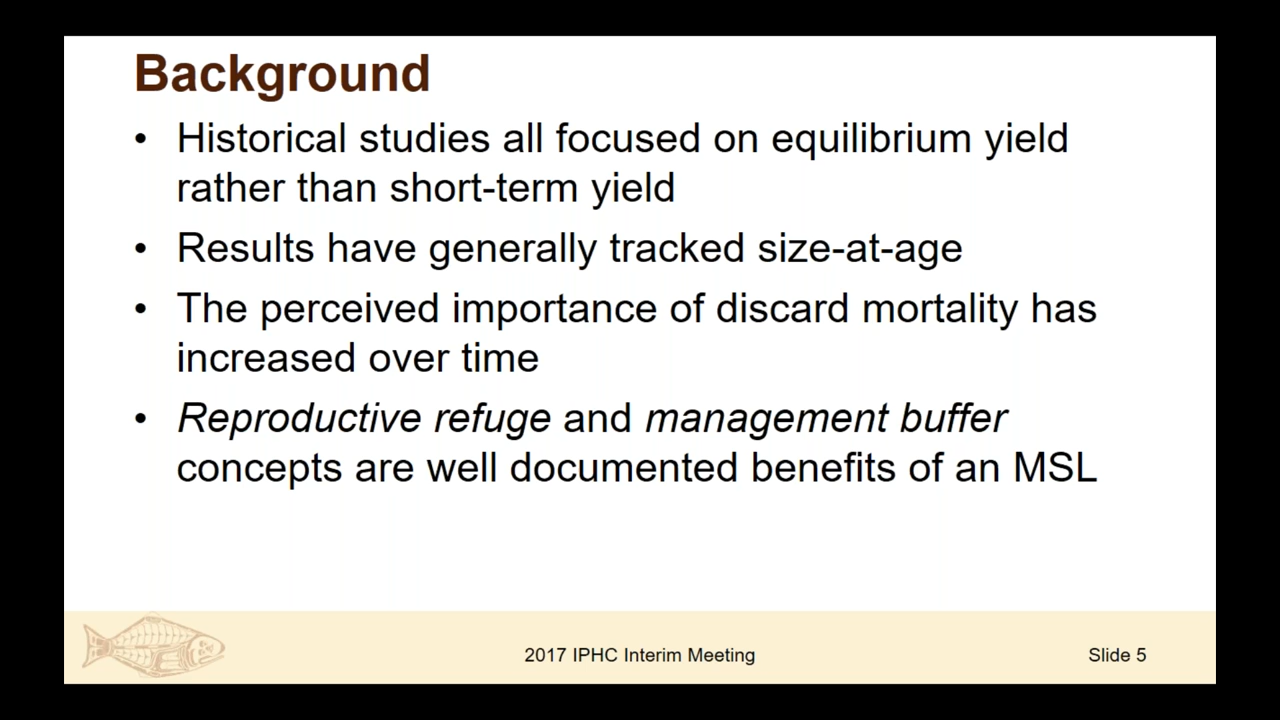 Background
• Historical studies all focused on equilibrium yield
rather than short-term yield
• Results have generally tracked size-at-age
• The perceived importance of discard mortality has
increased over time
• Reproductive refuge and management buffer
concepts are well documented benefits of an MSL
2017 IPHC Interim Meeting
Slide 5